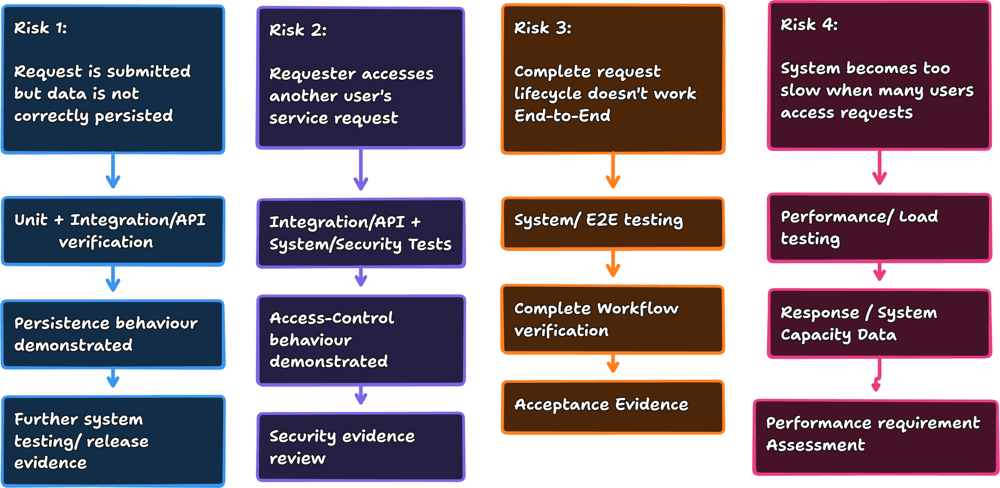 Risk 1:
Request is submitted
but data is not
correctly persisted
Unit + Integration/API
verification
Persistence behaviour
demonstrated
Further system
testing/ release
evidence
Risk 2:
Requester accesses
another user's
service request
Integration/API +
System/Security Tests
Access-Control
behaviour
demonstrated
Security evidence
review
Risk 3:
Complete request
lifecycle doesn't work
End-to-End
System/ E2E testing
Complete Workflow
verification
Acceptance Evidence
Risk 4:
System becomes too
slow when many users
access requests
Performance/ Load
testing
Response / System
Capacity Data
Performance requirement
Assessment